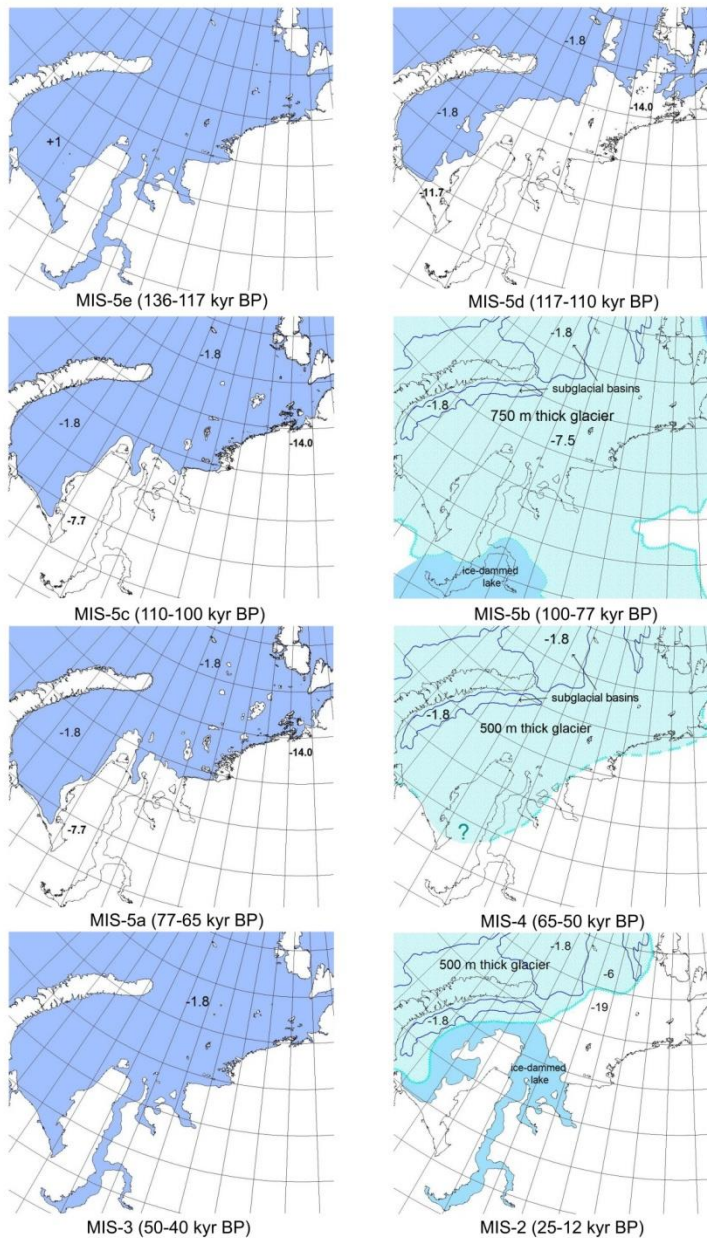 +1
MIS-5e (136-117 kyr BP)
-1.8
-1.8
-14.0
-11.7
MIS-5d (117-110 kyr BP)
-1.8
-1.8
-14.0
-7.7
MIS-5c (110-100 kyr BP)
-1.8
subglacial basins
-1.8
750 m thick glacier
-7.5
ice-dammed
lake
MIS-5b (100-77 kyr BP)
-1.8
-1.8
-14.0
-7.7
MIS-5a (77-65 kyr BP)
-1.8
subglacial basins
-1.8
500 m thick glacier
?
MIS-4 (65-50 kyr BP)
-1.8
MIS-3 (50-40 kyr BP)
-1.8
500 m thick glacier
-6
-19
-1.8
ice-dammed
lake
MIS-2 (25-12 kyr BP)